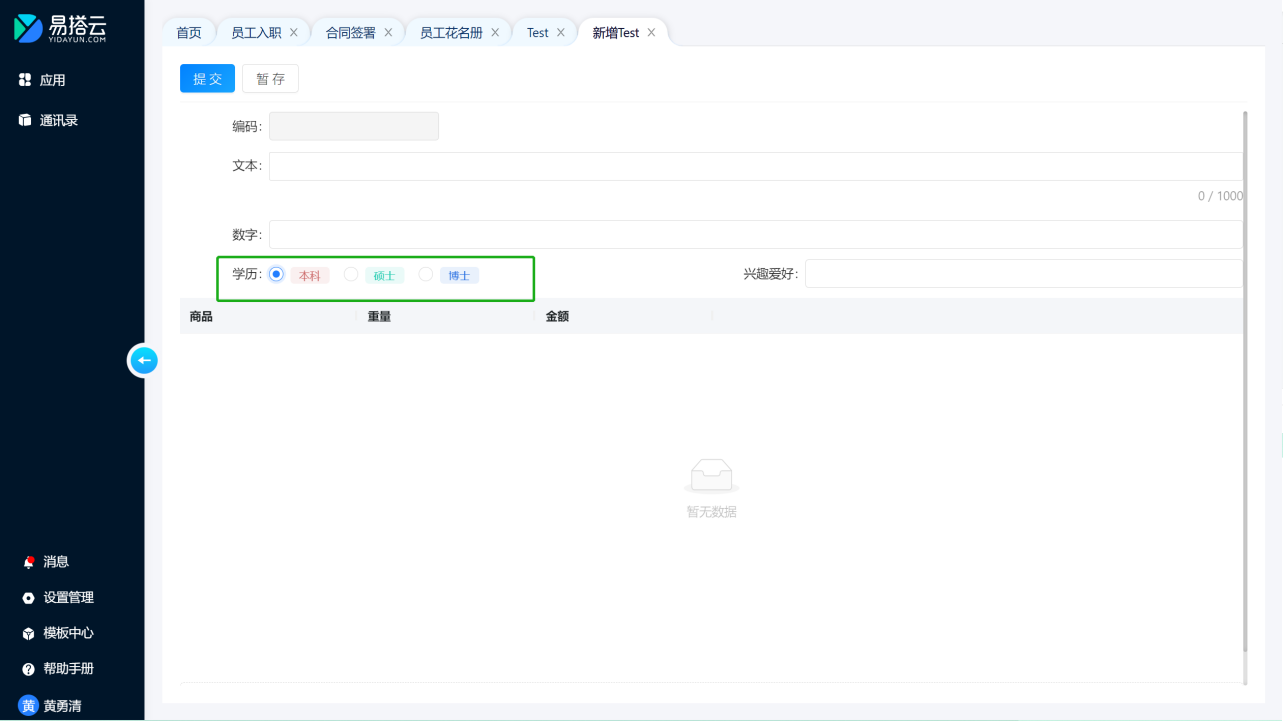 易搭云
YIDAYUN.COM
应用
通讯录
消息
设置管理
模板中心
帮助手册
黄 黄勇清
首页 员工入职 合同签署 员工花名册 Test 新增Test
提交 暂存
编码:
文本:
0 / 1000
数字:
学历: 本科 硕士 博士 兴趣爱好:
商品 重量 金额
暂无数据